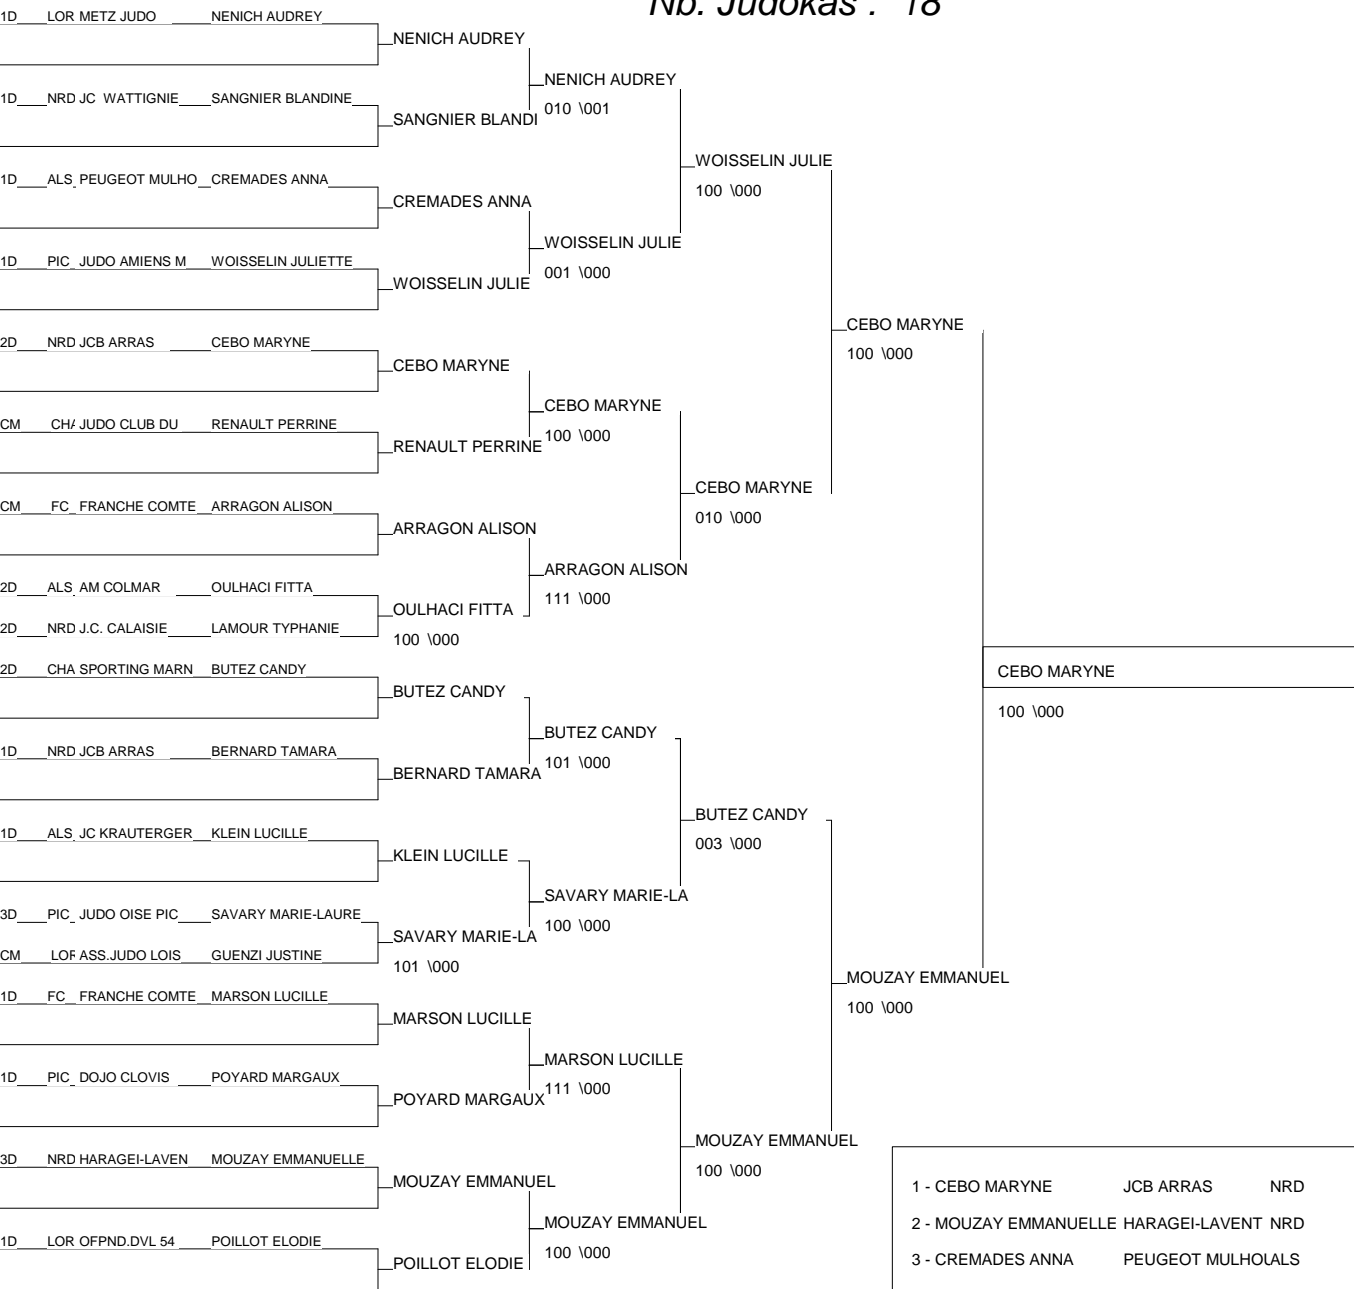 Nb. Judokas : 18
1D LOR METZ JUDO NENICH AUDREY
NENICH AUDREY
NENICH AUDREY
1D NRD JC WATTIGNIE SANGNIER BLANDINE
010 \001
SANGNIER BLANDI
WOISSELIN JULIE
1D ALS PEUGEOT MULHO CREMADES ANNA
100 \000
CREMADES ANNA
WOISSELIN JULIE
1D PIC JUDO AMIENS M WOISSELIN JULIETTE
001 \000
WOISSELIN JULIE
CEBO MARYNE
2D NRD JCB ARRAS CEBO MARYNE
100 \000
CEBO MARYNE
CEBO MARYNE
CM CHA JUDO CLUB DU RENAULT PERRINE
100 \000
RENAULT PERRINE
CEBO MARYNE
CM FC FRANCHE COMTE ARRAGON ALISON
010 \000
ARRAGON ALISON
ARRAGON ALISON
2D ALS AM COLMAR OULHACI FITTA
111 \000
OULHACI FITTA
2D NRD J.C. CALAISIE LAMOUR TYPHANIE
100 \000
2D CHA SPORTING MARN BUTEZ CANDY
CEBO MARYNE
BUTEZ CANDY
100 \000
BUTEZ CANDY
1D NRD JCB ARRAS BERNARD TAMARA
101 \000
BERNARD TAMARA
BUTEZ CANDY
1D ALS JC KRAUTERGER KLEIN LUCILLE
003 \000
KLEIN LUCILLE
SAVARY MARIE-LA
3D PIC JUDO OISE PIC SAVARY MARIE-LAURE
100 \000
SAVARY MARIE-LA
CM LOR ASS.JUDO LOIS GUENZI JUSTINE
101 \000
MOUZAY EMMANUEL
1D FC FRANCHE COMTE MARSON LUCILLE
100 \000
MARSON LUCILLE
MARSON LUCILLE
1D PIC DOJO CLOVIS POYARD MARGAUX
111 \000
POYARD MARGAUX
MOUZAY EMMANUEL
3D NRD HARAGEI-LAVEN MOUZAY EMMANUELLE
100 \000
MOUZAY EMMANUEL
1 - CEBO MARYNE JCB ARRAS NRD
MOUZAY EMMANUEL
2 - MOUZAY EMMANUELLE HARAGEI-LAVENT NRD
1D LOR OFPND.DVL 54 POILLOT ELODIE
100 \000
POILLOT ELODIE
3 - CREMADES ANNA PEUGEOT MULHOU ALS